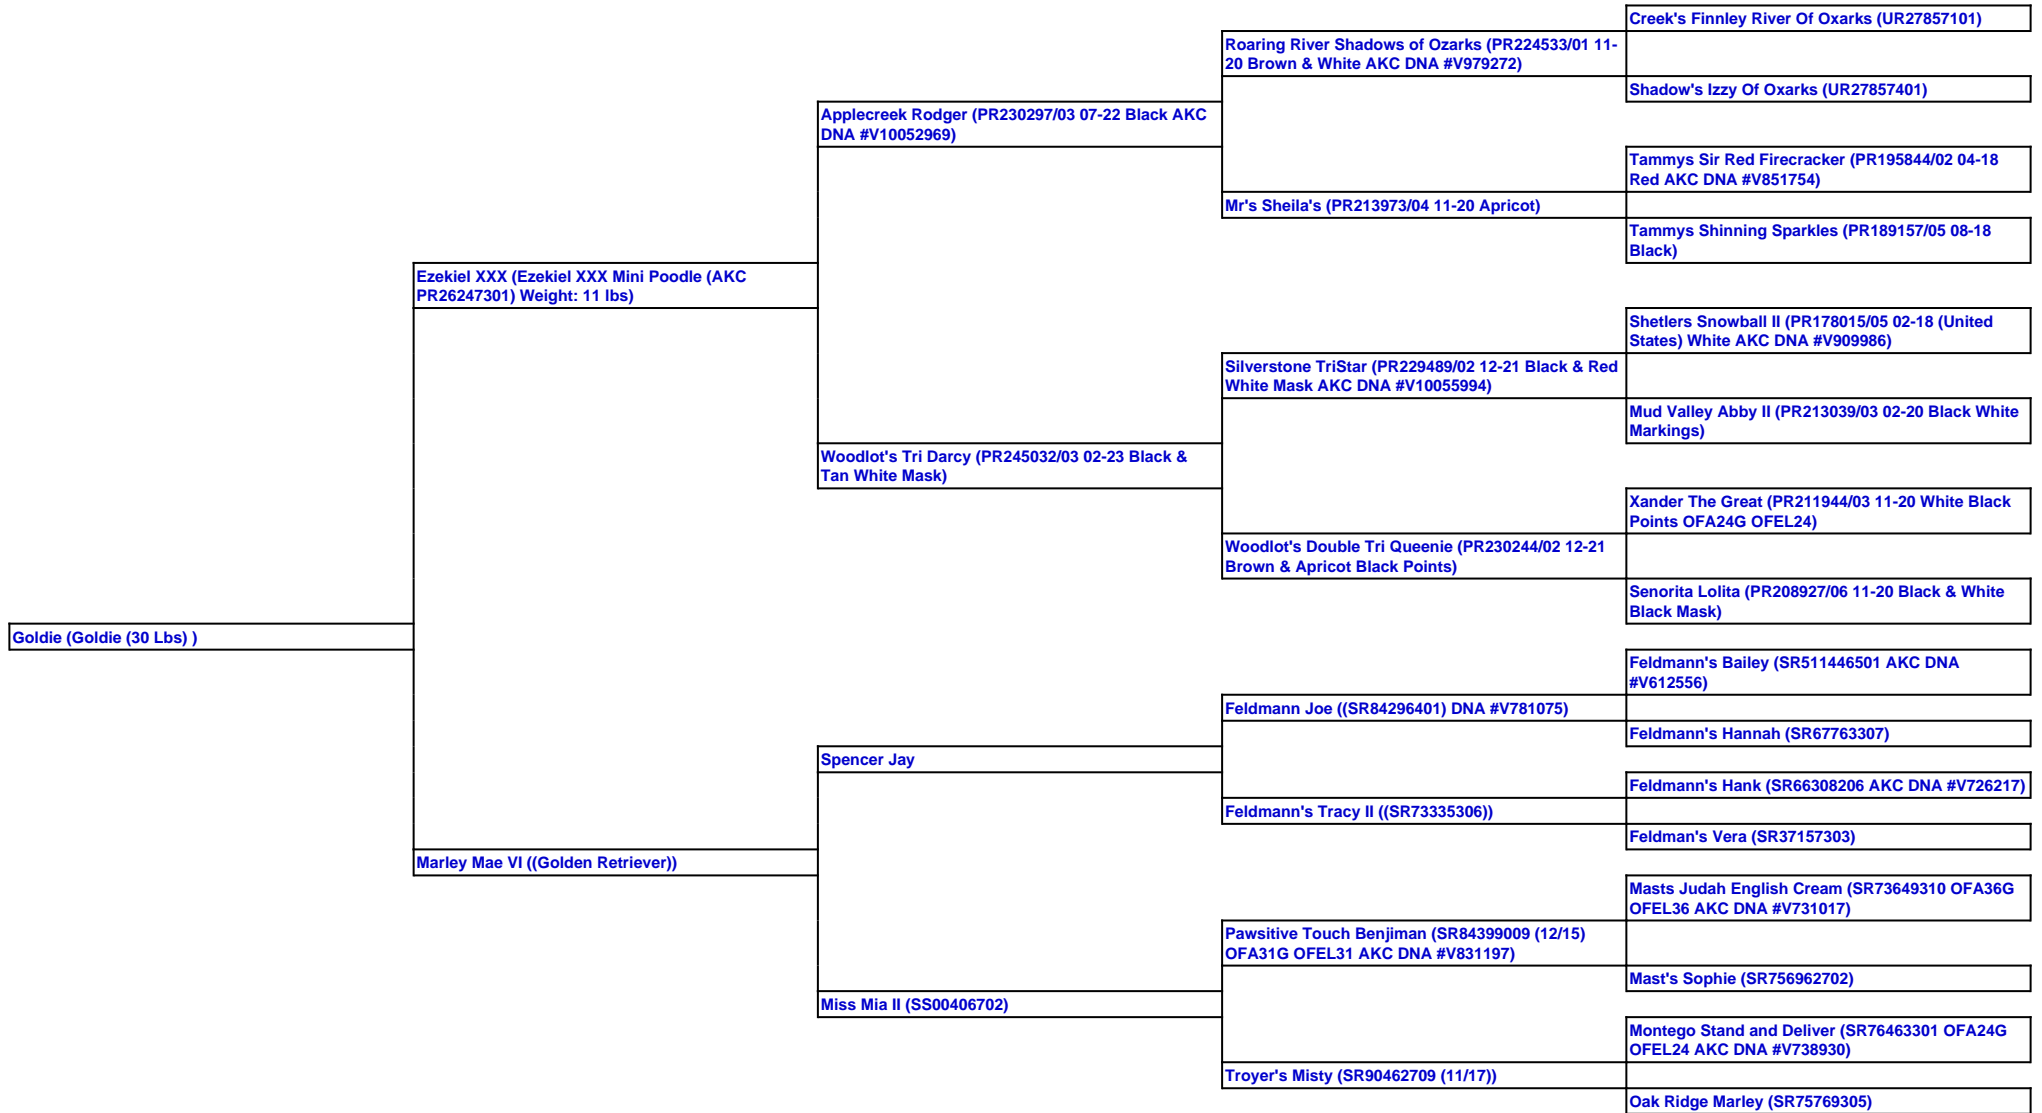 Creek's Finnley River Of Oxarks (UR27857101)
Roaring River Shadows of Ozarks (PR224533/01 11-
20 Brown & White AKC DNA #V979272)
Shadow's Izzy Of Oxarks (UR27857401)
Applecreek Rodger (PR230297/03 07-22 Black AKC
DNA #V10052969)
Tammys Sir Red Firecracker (PR195844/02 04-18
Red AKC DNA #V851754)
Mr's Sheila's (PR213973/04 11-20 Apricot)
Tammys Shinning Sparkles (PR189157/05 08-18
Black)
Ezekiel XXX (Ezekiel XXX Mini Poodle (AKC
PR26247301) Weight: 11 lbs)
Shetlers Snowball II (PR178015/05 02-18 (United
States) White AKC DNA #V909986)
Silverstone TriStar (PR229489/02 12-21 Black & Red
White Mask AKC DNA #V10055994)
Mud Valley Abby II (PR213039/03 02-20 Black White
Markings)
Woodlot's Tri Darcy (PR245032/03 02-23 Black &
Tan White Mask)
Xander The Great (PR211944/03 11-20 White Black
Points OFA24G OFEL24)
Woodlot's Double Tri Queenie (PR230244/02 12-21
Brown & Apricot Black Points)
Senorita Lolita (PR208927/06 11-20 Black & White
Black Mask)
Goldie (Goldie (30 Lbs) )
Feldmann's Bailey (SR511446501 AKC DNA
#V612556)
Feldmann Joe ((SR84296401) DNA #V781075)
Feldmann's Hannah (SR67763307)
Spencer Jay
Feldmann's Hank (SR66308206 AKC DNA #V726217)
Feldmann's Tracy II ((SR73335306))
Feldman's Vera (SR37157303)
Marley Mae VI ((Golden Retriever))
Masts Judah English Cream (SR73649310 OFA36G
OFEL36 AKC DNA #V731017)
Pawsitive Touch Benjiman (SR84399009 (12/15)
OFA31G OFEL31 AKC DNA #V831197)
Mast's Sophie (SR756962702)
Miss Mia II (SS00406702)
Montego Stand and Deliver (SR76463301 OFA24G
OFEL24 AKC DNA #V738930)
Troyer's Misty (SR90462709 (11/17))
Oak Ridge Marley (SR75769305)